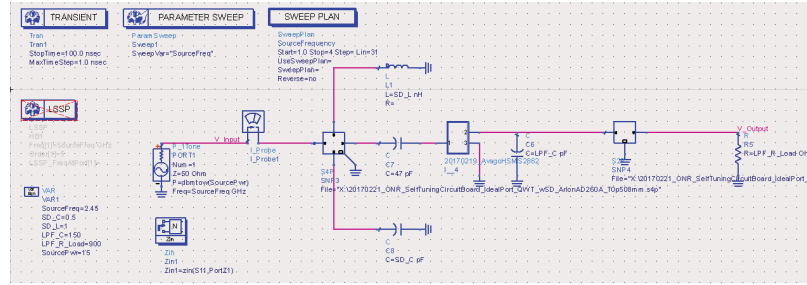 TRANSIENT
Tran
Tran1
StopTime=100.0 nsec
MaxTimeStep=1.0 nsec
PARAMETER SWEEP
ParamSweep
Sweep1
SweepVar="SourceFreq"
SWEEP PLAN
SweepPlan
SourceFrequency
Start=1.0 Stop=4 Step= Lin=31
UseSweepPlan=
SweepPlan=
Reverse=no
LSSP
LSSP
VAR
VAR1
SourceFreq=2.45
SD_C=0.5
SD_L=1
LPF_C=150
LPF_R_Load=900
SourcePwr=15
V_Input
P_1Tone
PORT1
Num=1
Z=50 Ohm
P=dbmtow(SourcePwr)
Freq=SourceFreq GHz
I_Probe
I_Probe1
N
Zin
Zin
Zin1
Zin1=zin(S11,PortZ1)
L
L1
L=SD_L nH
R=
S4P
SNP3
File="X:\20170221_ONR_SelfTuningCircuitBoard_IdealPort_QWT_wSD_ArlonAD260A_T0p508mm.s4p"
C
C7
C=47 pF
C
C8
C=SD_C pF
1
2
3
20170219_AvagoHSMS2862
I__4
C
C6
C=LPF_C pF
SNP4
File="X:\20170221_ONR_SelfTuningCircuitBoard_IdealPort_
V_Output
R
R5
R=LPF_R_Load Oh